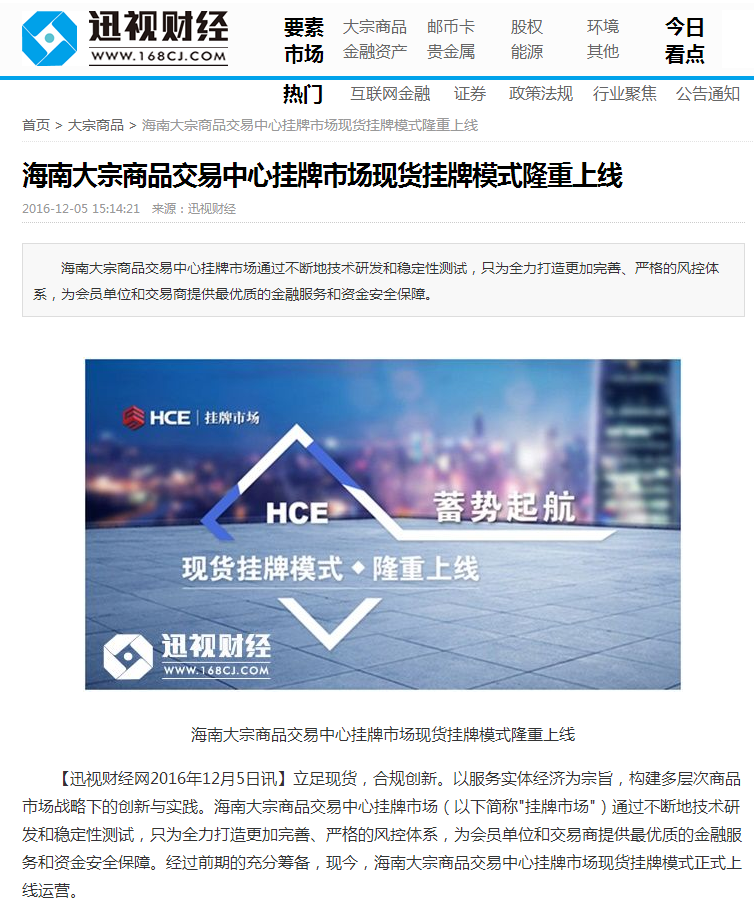 迅视财经
WWW.168CJ.COM
要素
市场
大宗商品 邮币卡 股权 环境
金融资产 贵金属 能源 其他
今日
看点
热门 互联网金融 证券 政策法规 行业聚焦 公告通知
首页 > 大宗商品 > 海南大宗商品交易中心挂牌市场现货挂牌模式隆重上线
海南大宗商品交易中心挂牌市场现货挂牌模式隆重上线
2016-12-05 15:14:21 来源：迅视财经
海南大宗商品交易中心挂牌市场通过不断地技术研发和稳定性测试，只为全力打造更加完善、严格的风控体
系，为会员单位和交易商提供最优质的金融服务和资金安全保障。
HCE 挂牌市场
HCE 蓄势起航
现货挂牌模式◆隆重上线
迅视财经
WWW.168CJ.COM
海南大宗商品交易中心挂牌市场现货挂牌模式隆重上线
【迅视财经网2016年12月5日讯】立足现货，合规创新。以服务实体经济为宗旨，构建多层次商品
市场战略下的创新与实践。海南大宗商品交易中心挂牌市场（以下简称"挂牌市场"）通过不断地技术研
发和稳定性测试，只为全力打造更加完善、严格的风控体系，为会员单位和交易商提供最优质的金融服
务和资金安全保障。经过前期的充分筹备，现今，海南大宗商品交易中心挂牌市场现货挂牌模式正式上
线运营。